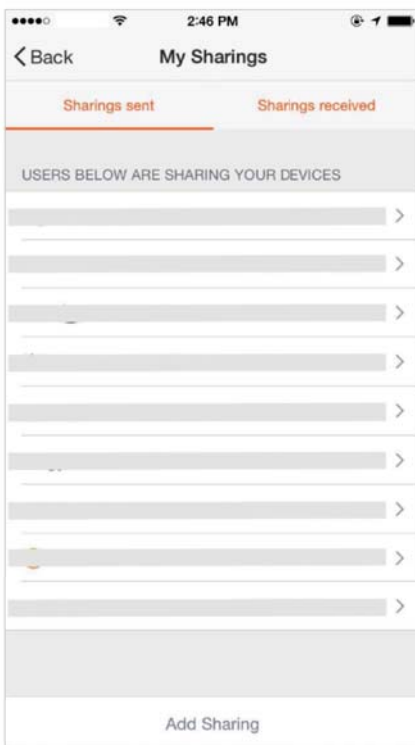 2:46 PM
Back My Sharings
Sharings sent Sharings received
USERS BELOW ARE SHARING YOUR DEVICES
Add Sharing